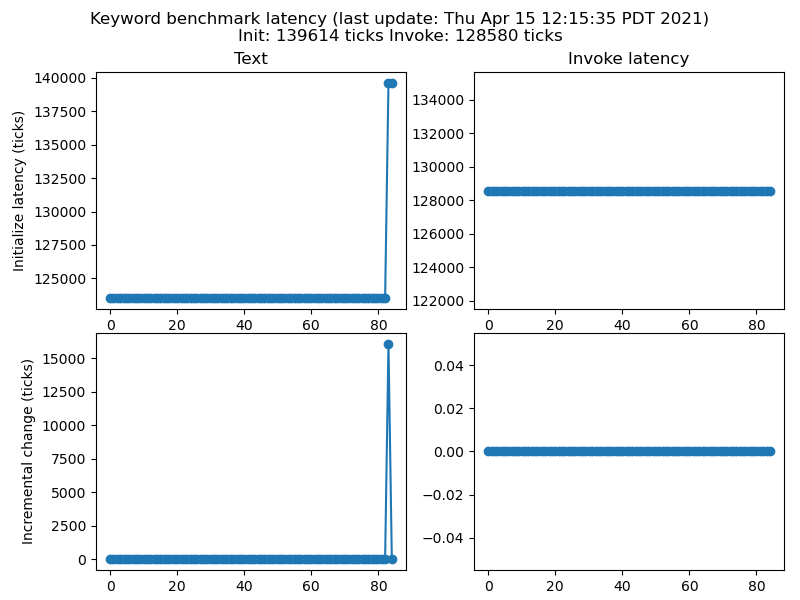 Keyword benchmark latency (last update: Thu Apr 15 12:15:35 PDT 2021)
Init: 139614 ticks Invoke: 128580 ticks
Text
Initialize latency (ticks)
140000
137500
135000
132500
130000
127500
125000
0 20 40 60 80
Invoke latency
134000
132000
130000
128000
126000
124000
122000
0 20 40 60 80
Incremental change (ticks)
15000
12500
10000
7500
5000
2500
0
0 20 40 60 80
0.04
0.02
0.00
−0.02
−0.04
0 20 40 60 80